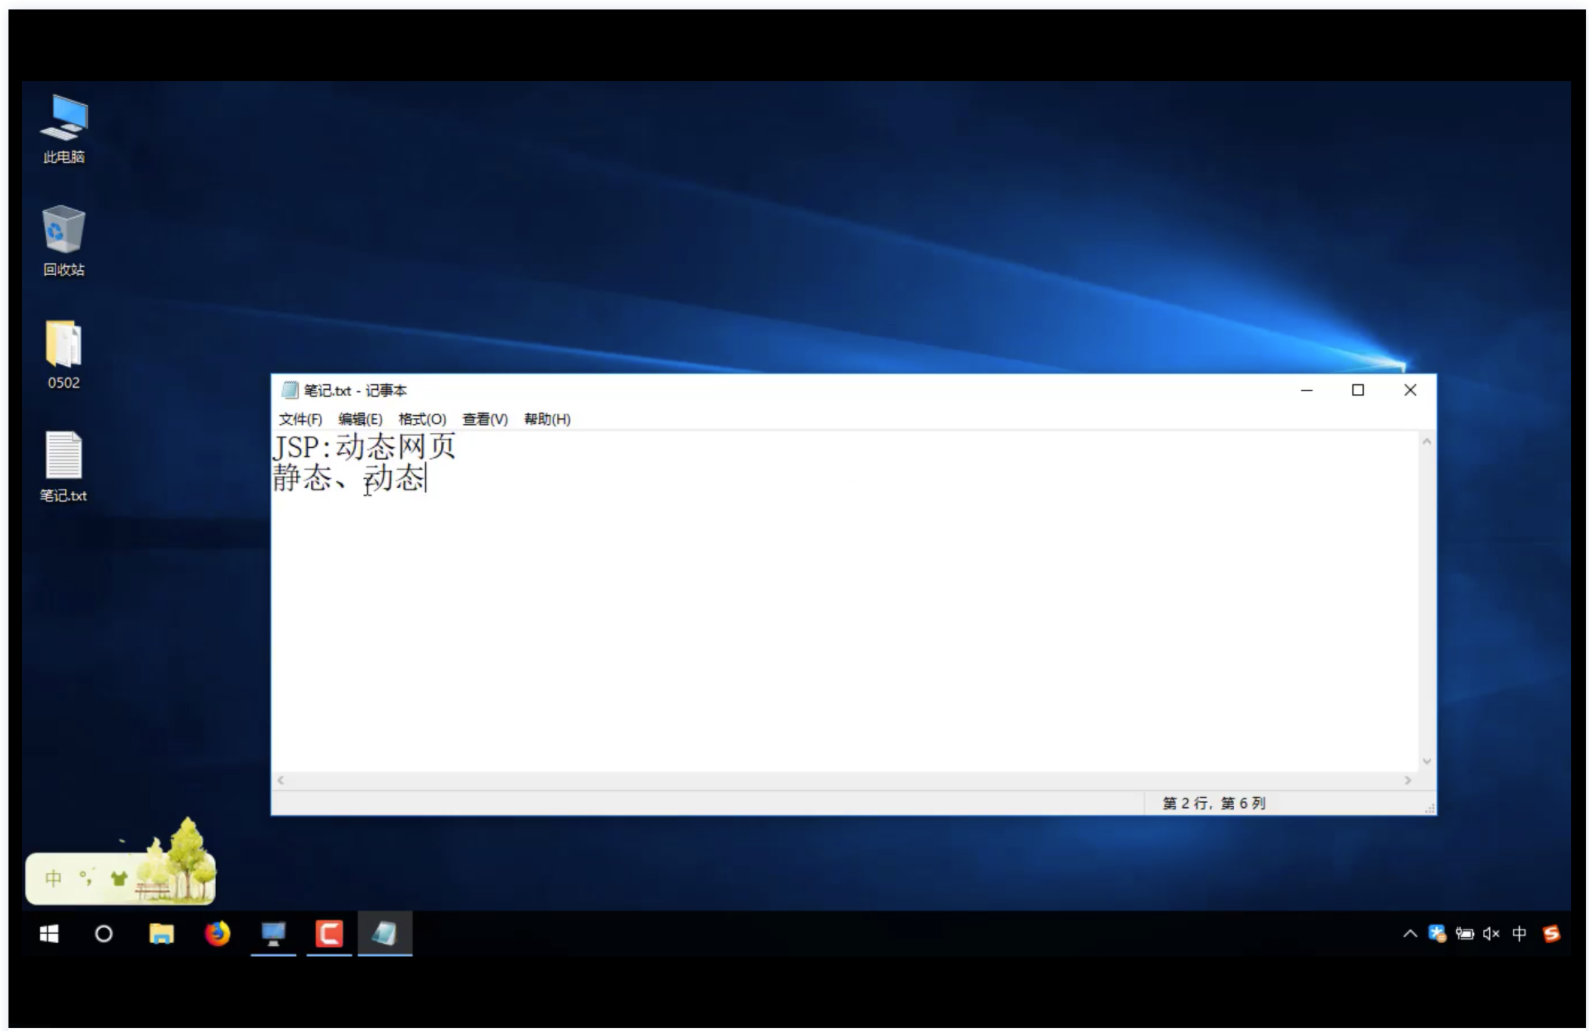 此电脑
回收站
0502
笔记.txt
笔记.txt - 记事本
文件(F) 编辑(E) 格式(O) 查看(V) 帮助(H)
JSP:动态网页
静态、动态
第 2 行，第 6 列
中 °,
中